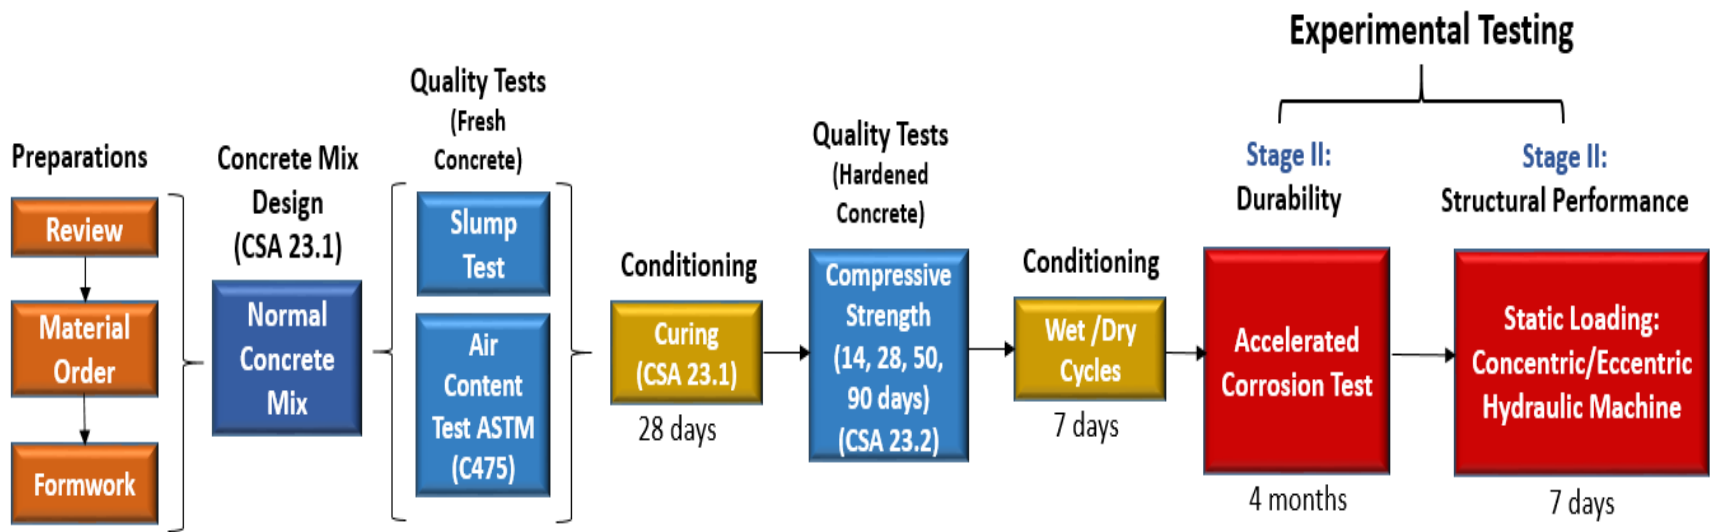 Experimental Testing
Preparations
Review
Material
Order
Formwork
Concrete Mix
Design
(CSA 23.1)
Normal
Concrete
Mix
Quality Tests
(Fresh
Concrete)
Slump
Test
Air
Content
Test ASTM
(C475)
Conditioning
Curing
(CSA 23.1)
28 days
Quality Tests
(Hardened
Concrete)
Compressive
Strength
(14, 28, 50,
90 days)
(CSA 23.2)
Conditioning
Wet /Dry
Cycles
7 days
Stage II:
Durability
Accelerated
Corrosion Test
4 months
Stage II:
Structural Performance
Static Loading:
Concentric/Eccentric
Hydraulic Machine
7 days